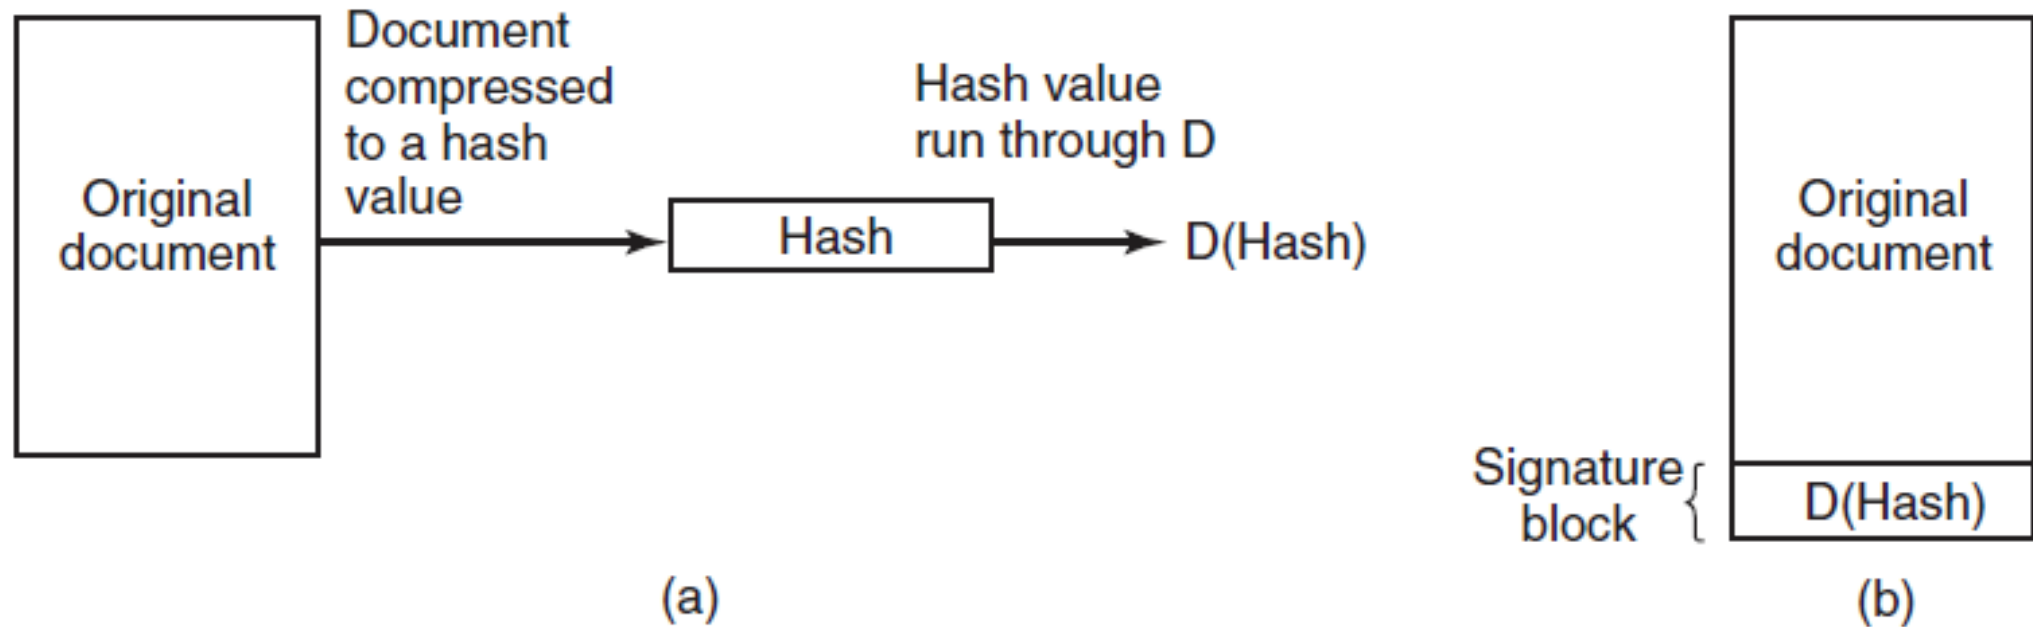 Original
document
Document
compressed
to a hash
value
Hash
Hash value
run through D
D(Hash)
(a)
Original
document
Signature
block
D(Hash)
(b)